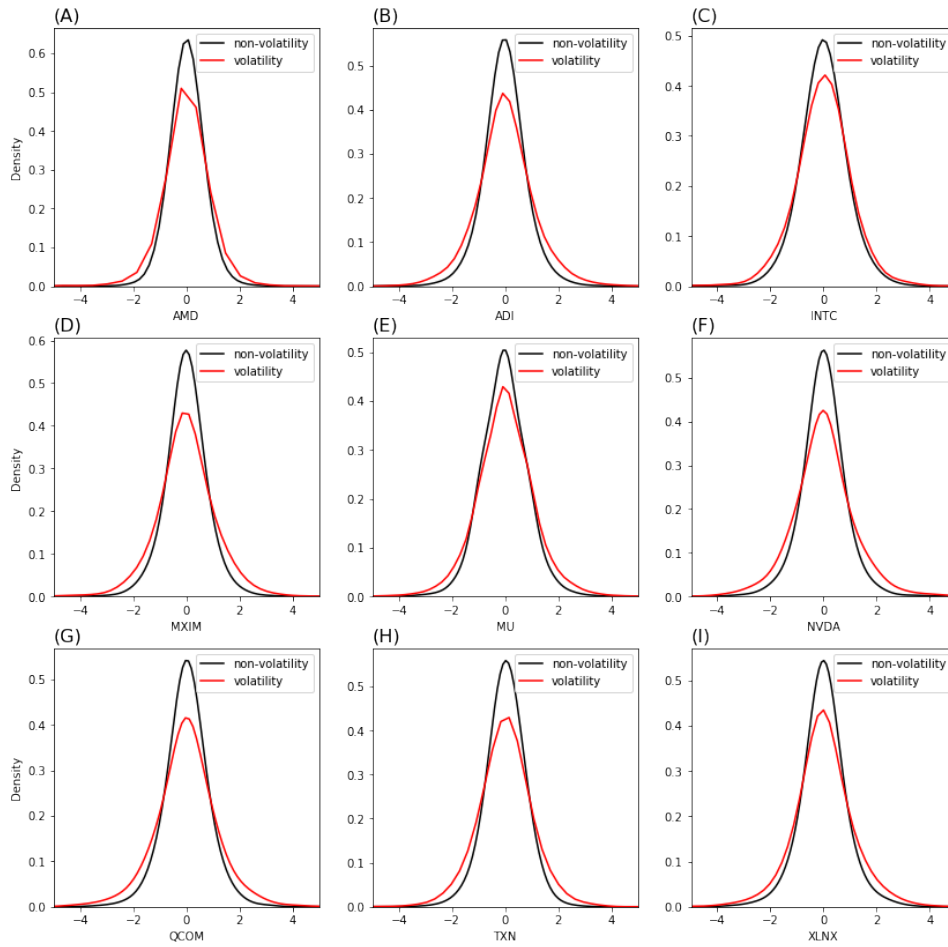 (A) (B) (C)
non-volatility non-volatility non-volatility
volatility volatility volatility
Density
0.6 0.5 0.4 0.3 0.2 0.1 0.0
0.5 0.4 0.3 0.2 0.1 0.0
0.5 0.4 0.3 0.2 0.1 0.0
−4 −2 0 2 4 −4 −2 0 2 4 −4 −2 0 2 4
AMD ADI INTC
(D) (E) (F)
non-volatility non-volatility non-volatility
volatility volatility volatility
Density
0.6 0.5 0.4 0.3 0.2 0.1 0.0
0.5 0.4 0.3 0.2 0.1 0.0
0.5 0.4 0.3 0.2 0.1 0.0
−4 −2 0 2 4 −4 −2 0 2 4 −4 −2 0 2 4
MXIM MU NVDA
(G) (H) (I)
non-volatility non-volatility non-volatility
volatility volatility volatility
Density
0.5 0.4 0.3 0.2 0.1 0.0
0.5 0.4 0.3 0.2 0.1 0.0
0.5 0.4 0.3 0.2 0.1 0.0
−4 −2 0 2 4 −4 −2 0 2 4 −4 −2 0 2 4
QCOM TXN XLNX